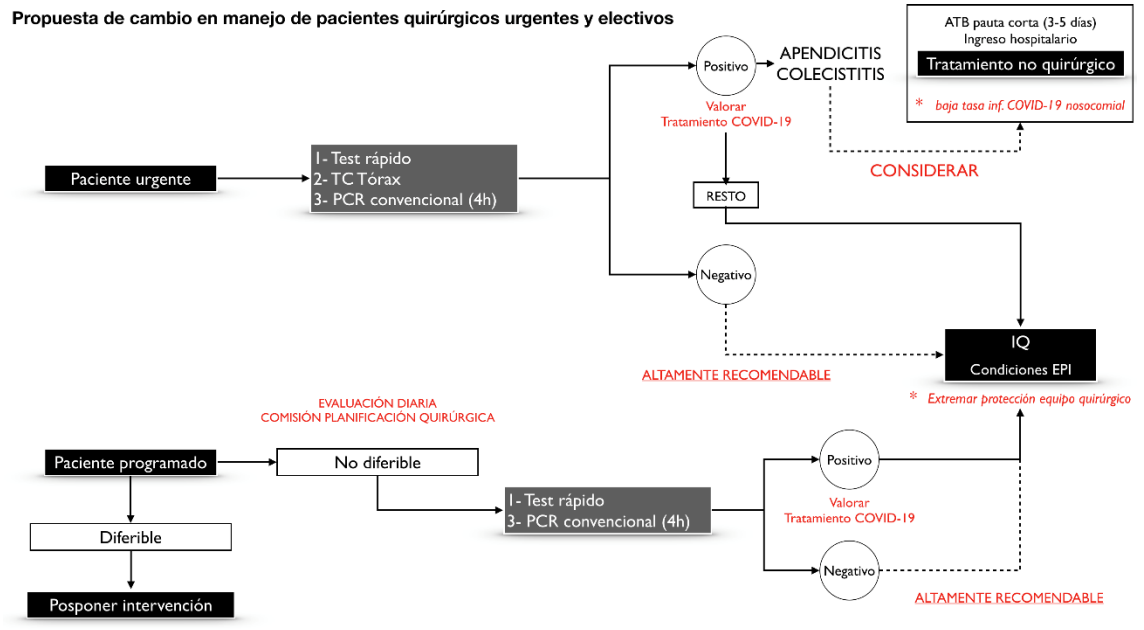 Propuesta de cambio en manejo de pacientes quirúrgicos urgentes y electivos
ATB pauta corta (3-5 días)
Ingreso hospitalario
Tratamiento no quirúrgico
* baja tasa inf. COVID-19 nosocomial
Positivo
APENDICITIS
COLECISTITIS
Valorar
Tratamiento COVID-19
CONSIDERAR
Paciente urgente
1- Test rápido
2- TC Tórax
3- PCR convencional (4h)
RESTO
Negativo
ALTAMENTE RECOMENDABLE
IQ
Condiciones EPI
* Extremar protección equipo quirúrgico
EVALUACIÓN DIARIA
COMISIÓN PLANIFICACIÓN QUIRÚRGICA
Paciente programado
No diferible
1- Test rápido
3- PCR convencional (4h)
Positivo
Valorar
Tratamiento COVID-19
Negativo
ALTAMENTE RECOMENDABLE
Diferible
Posponer intervención